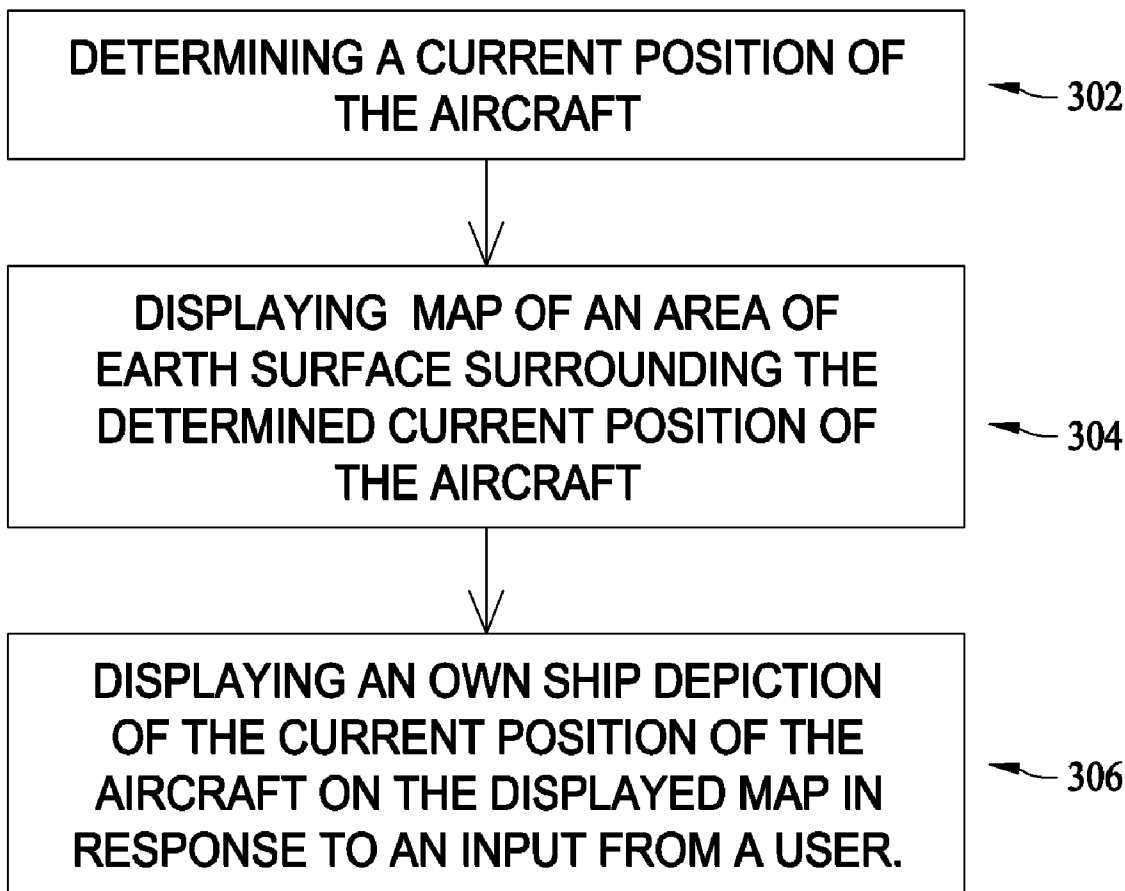 DETERMINING A CURRENT POSITION OF
THE AIRCRAFT
302
DISPLAYING MAP OF AN AREA OF
EARTH SURFACE SURROUNDING THE
DETERMINED CURRENT POSITION OF
THE AIRCRAFT
304
DISPLAYING AN OWN SHIP DEPICTION
OF THE CURRENT POSITION OF THE
AIRCRAFT ON THE DISPLAYED MAP IN
RESPONSE TO AN INPUT FROM A USER.
306